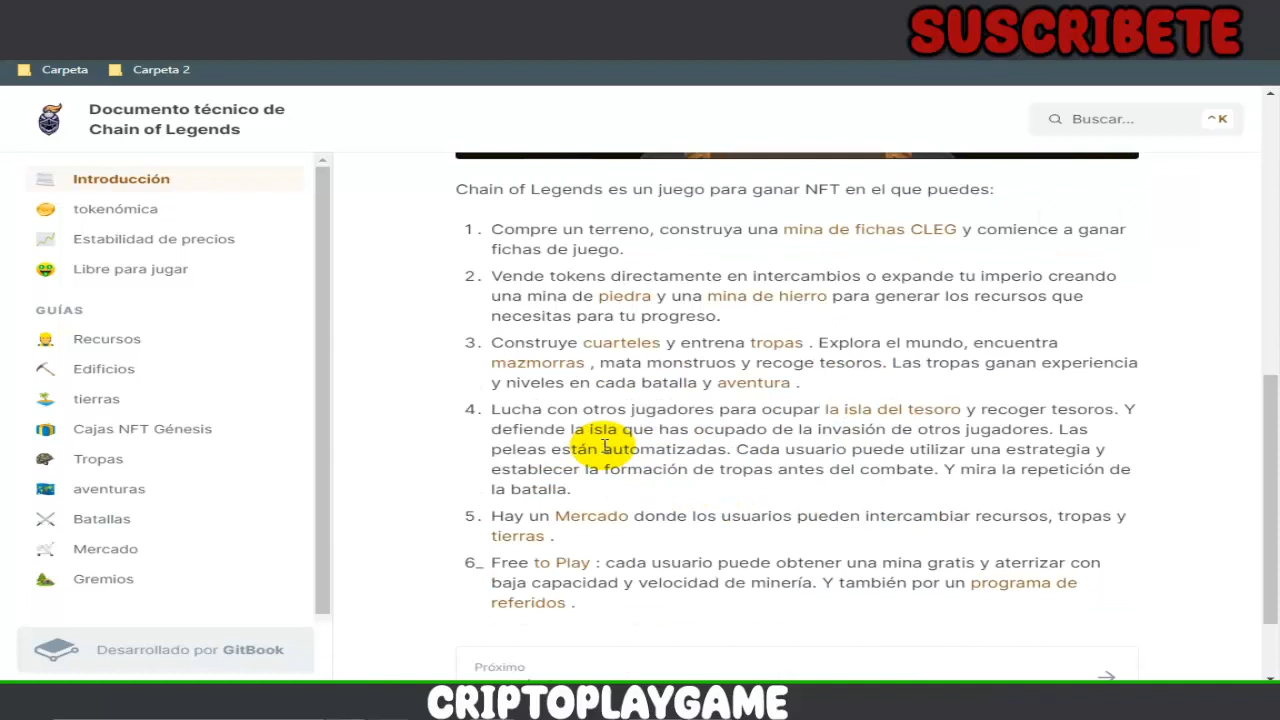 SUSCRIBETE
Carpeta
Carpeta 2
Documento técnico de
Chain of Legends
Buscar...
^K
Introducción
tokenómica
Estabilidad de precios
Libre para jugar
GUÍAS
Recursos
Edificios
tierras
Cajas NFT Génesis
Tropas
aventuras
Batallas
Mercado
Gremios
Desarrollado por GitBook
Chain of Legends es un juego para ganar NFT en el que puedes:
1. Compre un terreno, construya una mina de fichas CLEG y comience a ganar
fichas de juego.
2. Vende tokens directamente en intercambios o expande tu imperio creando
una mina de piedra y una mina de hierro para generar los recursos que
necesitas para tu progreso.
3. Construye cuarteles y entrena tropas . Explora el mundo, encuentra
mazmorras , mata monstruos y recoge tesoros. Las tropas ganan experiencia
y niveles en cada batalla y aventura .
4. Lucha con otros jugadores para ocupar la isla del tesoro y recoger tesoros. Y
defiende la isla que has ocupado de la invasión de otros jugadores. Las
peleas están automatizadas. Cada usuario puede utilizar una estrategia y
establecer la formación de tropas antes del combate. Y mira la repetición de
la batalla.
5. Hay un Mercado donde los usuarios pueden intercambiar recursos, tropas y
tierras .
6_ Free to Play : cada usuario puede obtener una mina gratis y aterrizar con
baja capacidad y velocidad de minería. Y también por un programa de
referidos .
Próximo
CRIPTOPLAYGAME